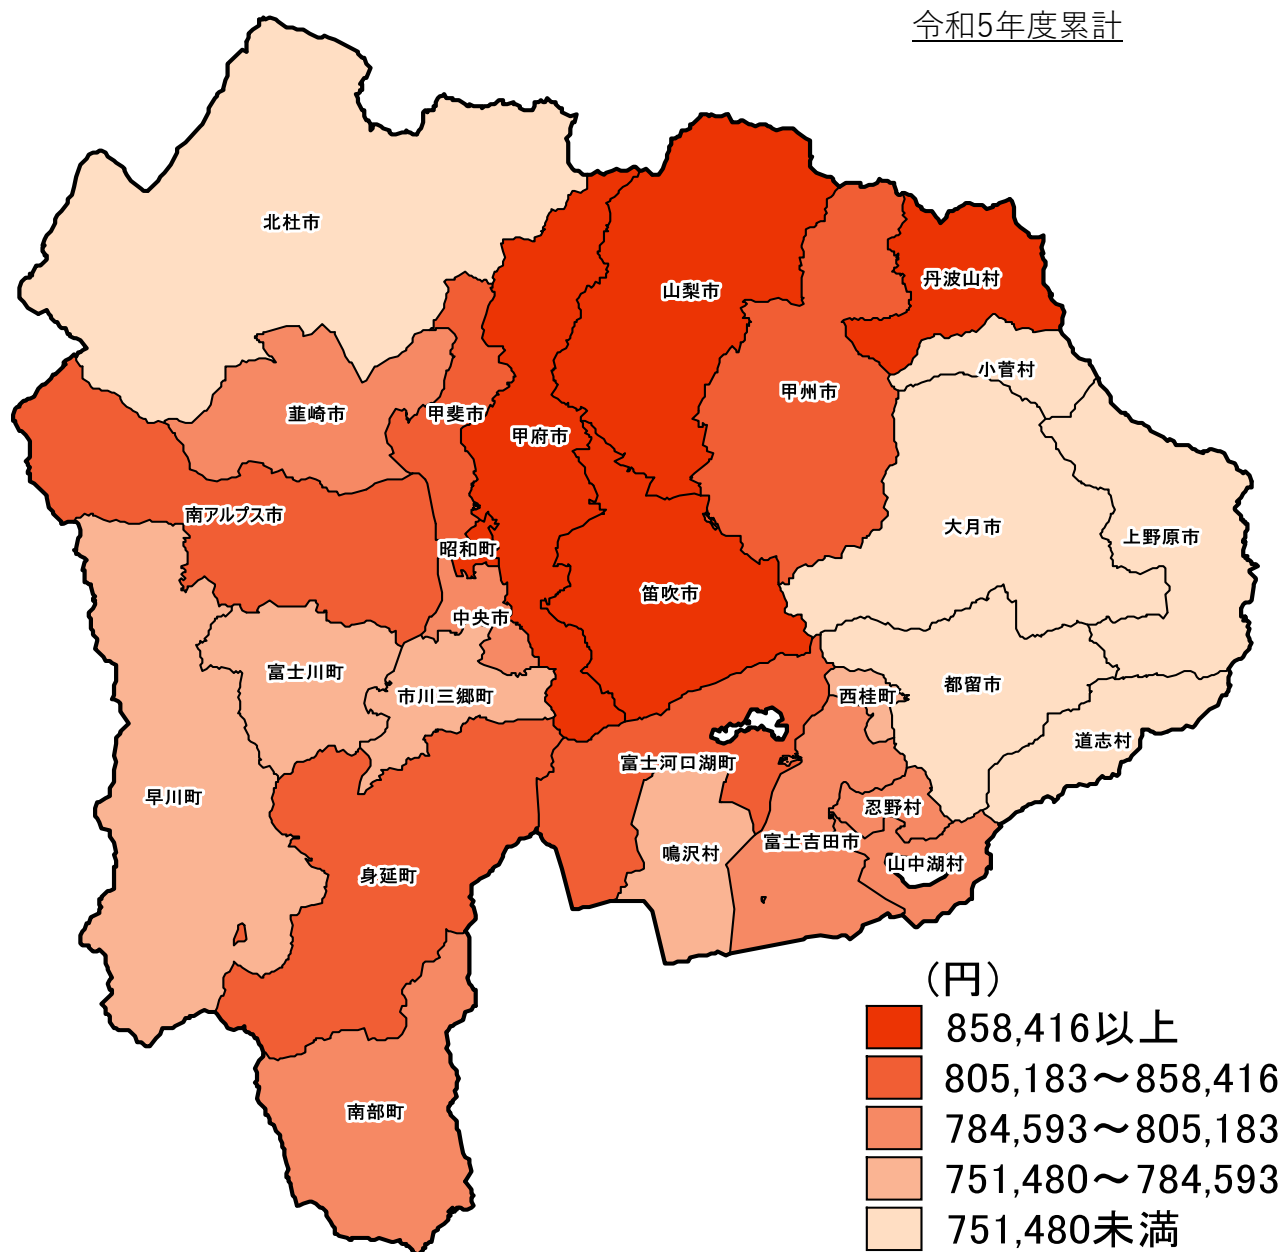 令和5年度累計
北杜市
丹波山村
山梨市
小菅村
甲州市
韮崎市
甲斐市
甲府市
南アルプス市
大月市
上野原市
昭和町
笛吹市
中央市
富士川町
市川三郷町
西桂町
都留市
道志村
富士河口湖町
早川町
忍野村
富士吉田市
鳴沢村
山中湖村
身延町
南部町
(円)
858,416以上
805,183～858,416
784,593～805,183
751,480～784,593
751,480未満